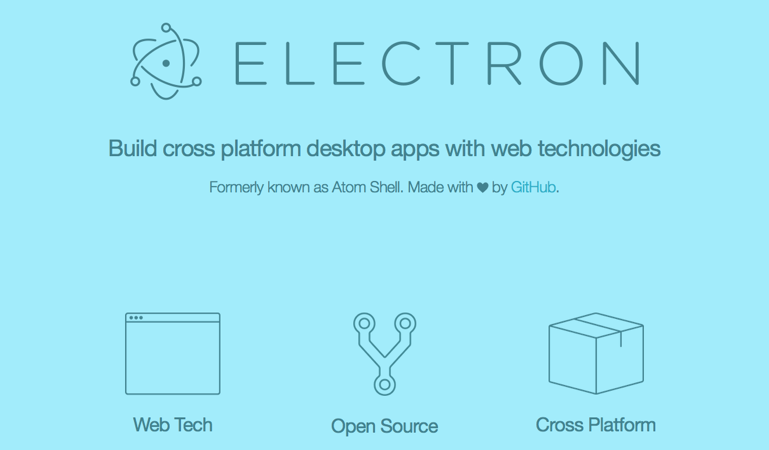 ELECTRON
Build cross platform desktop apps with web technologies
Formerly known as Atom Shell. Made with ♥ by GitHub.
Web Tech
Open Source
Cross Platform